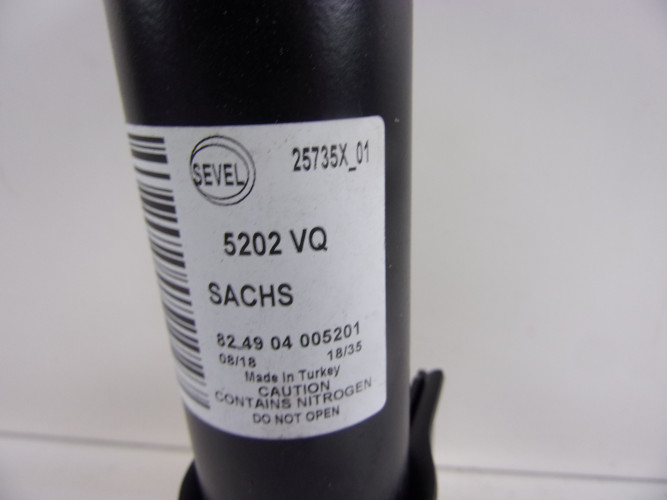 SEVEL
25735X_01
5202 VQ
SACHS
82 49 04 005201
08/18 18/35
Made In Turkey
CAUTION
CONTAINS NITROGEN
DO NOT OPEN